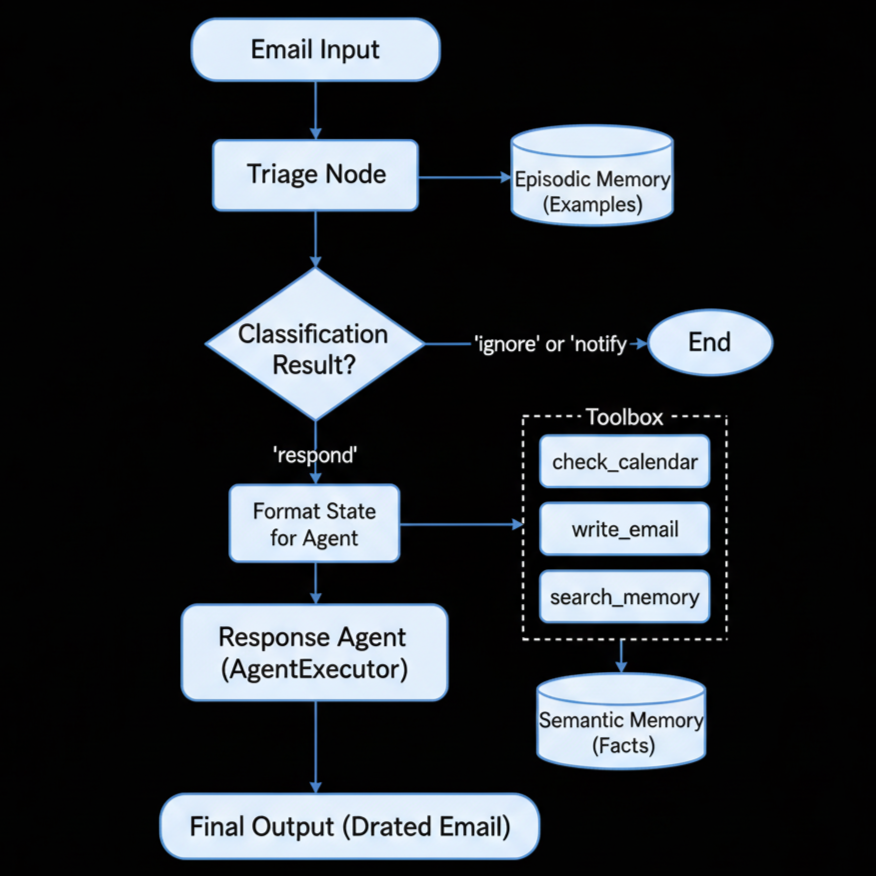 Email Input
Triage Node
Episodic Memory
(Examples)
Classification
Result?
'ignore' or 'notify
End
'respond'
Toolbox
check_calendar
write_email
search_memory
Format State
for Agent
Response Agent
(AgentExecutor)
Semantic Memory
(Facts)
Final Output (Drated Email)